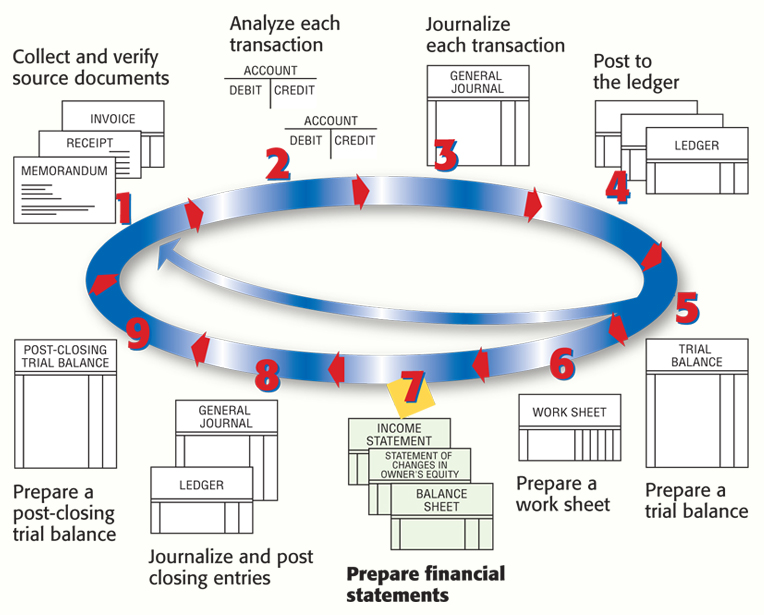 Collect and verify
source documents
INVOICE
RECEIPT
MEMORANDUM
1
Analyze each
transaction
ACCOUNT
DEBIT CREDIT
ACCOUNT
DEBIT CREDIT
2
Journalize
each transaction
GENERAL
JOURNAL
3
Post to
the ledger
LEDGER
4
5
TRIAL
BALANCE
Prepare a
trial balance
6
WORK SHEET
Prepare a
work sheet
7
INCOME
STATEMENT
STATEMENT OF
CHANGES IN
OWNER'S EQUITY
BALANCE
SHEET
Prepare financial
statements
8
GENERAL
JOURNAL
LEDGER
Journalize and post
closing entries
9
POST-CLOSING
TRIAL BALANCE
Prepare a
post-closing
trial balance